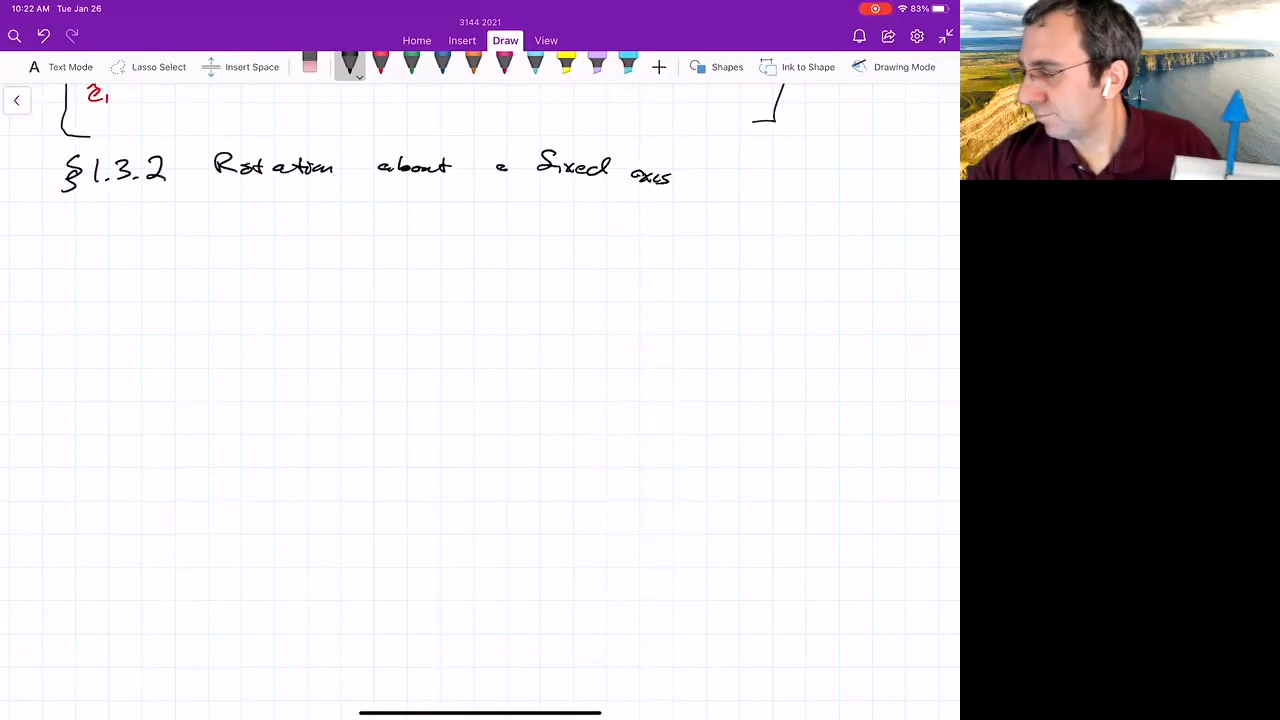 10:22 AM Tue Jan 26
83%
3144 2021
Home Insert Draw View
A Text Mode Lasso Select Insert Space Shapes Ink to Shape Drawing Mode
z₁
§ 1.3.2 Rotation about a fixed axis